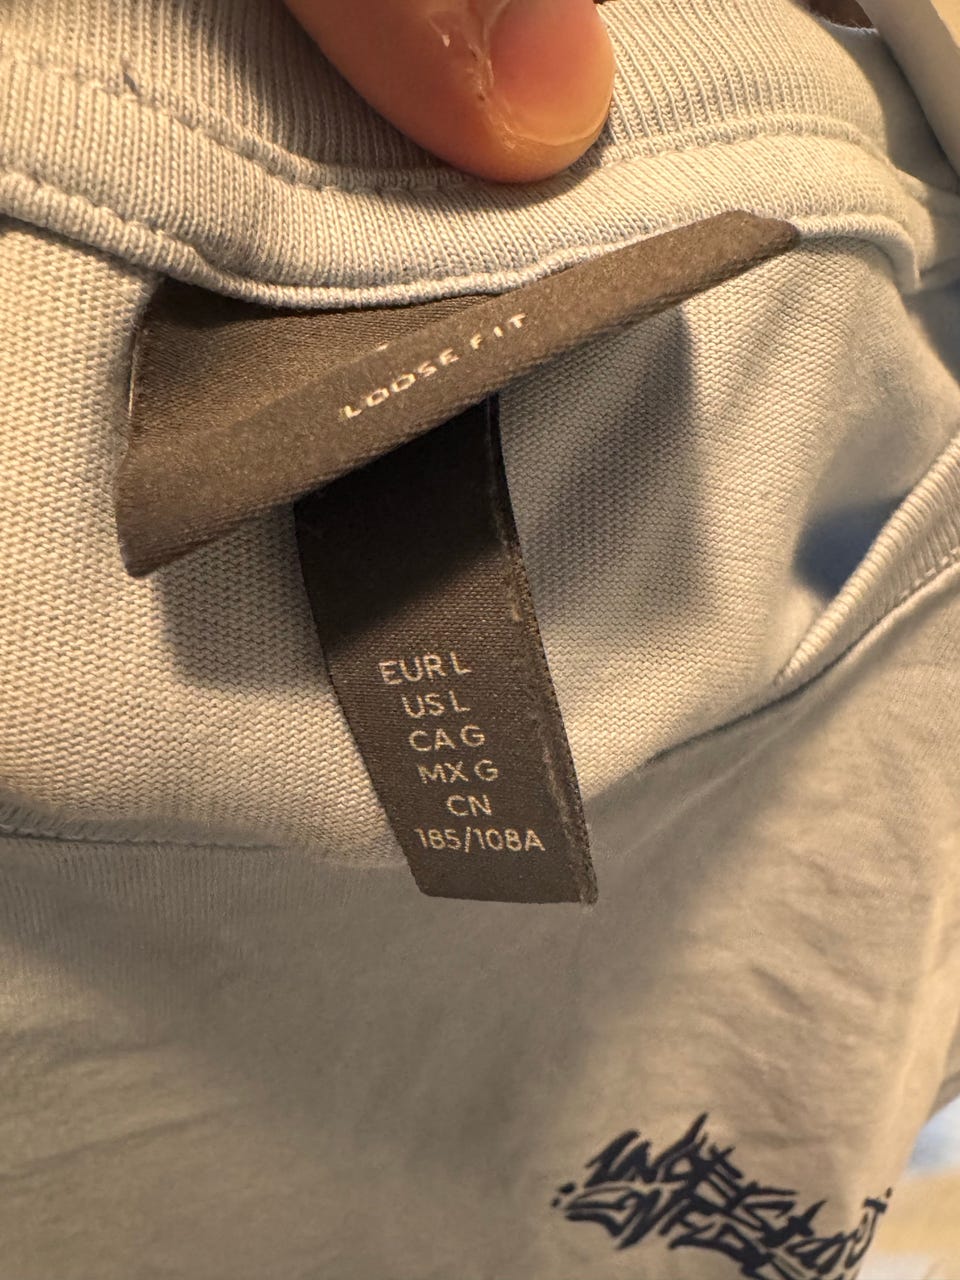 LOOSE FIT
EUR L
US L
CA G
MX G
CN
185/108A